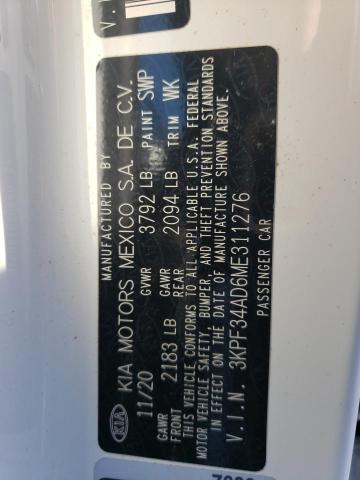 MANUFACTURED BY
KIA KIA MOTORS MEXICO S.A. DE C.V.
11/20 GVWR 3792 LB PAINT SWP
GAWR FRONT 2183 LB GAWR REAR 2094 LB TRIM WK
THIS VEHICLE CONFORMS TO ALL APPLICABLE U.S.A. FEDERAL
MOTOR VEHICLE SAFETY, BUMPER, AND THEFT PREVENTION STANDARDS
IN EFFECT ON THE DATE OF MANUFACTURE SHOWN ABOVE.
V.I.N. 3KPF34AD6ME311276
PASSENGER CAR
V.I